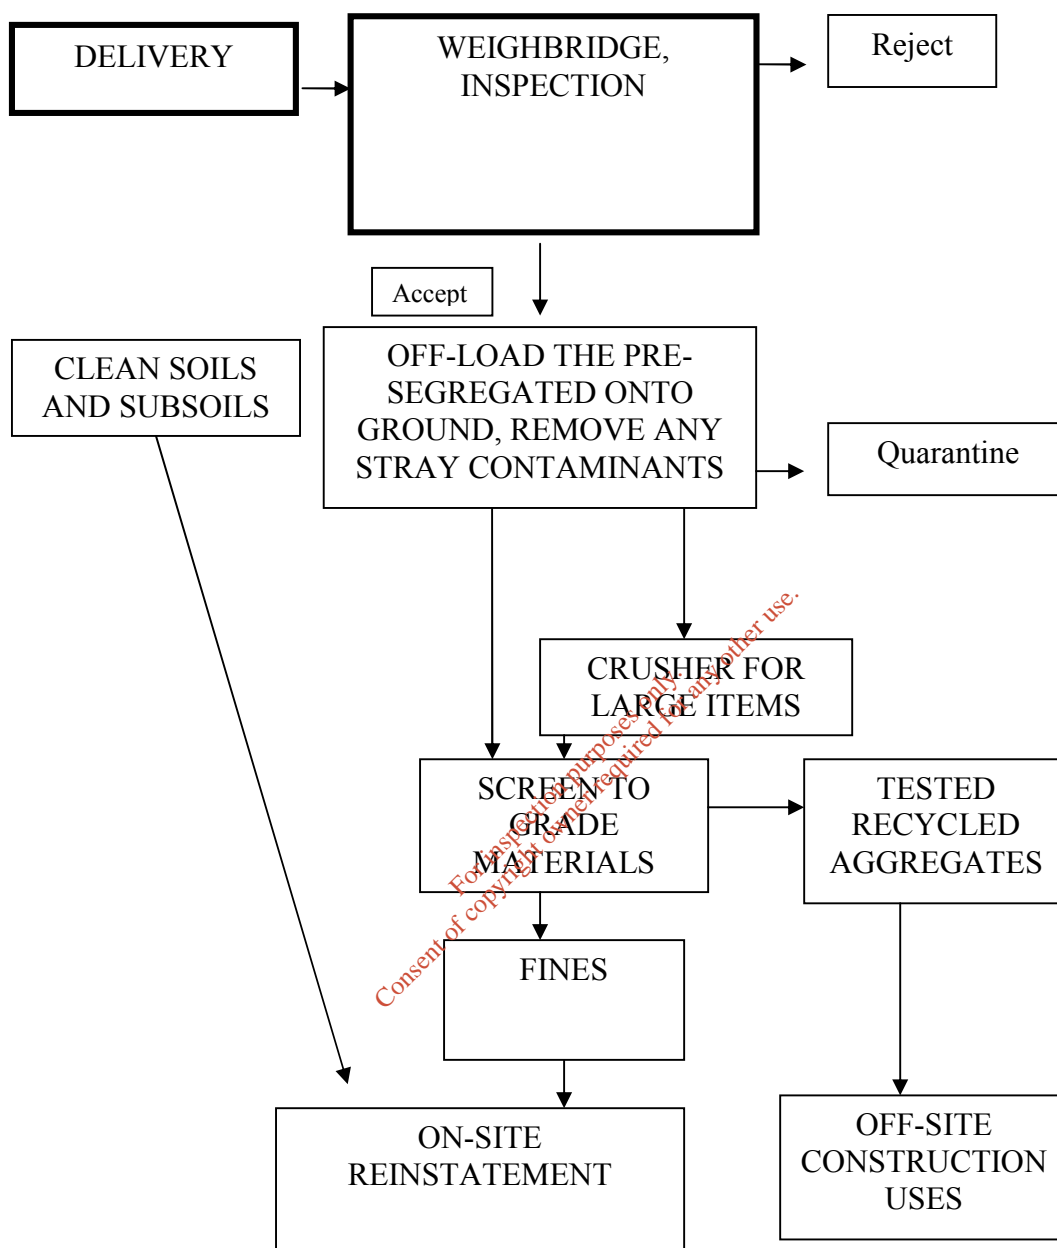 DELIVERY
WEIGHBRIDGE,
INSPECTION
Reject
Accept
CLEAN SOILS
AND SUBSOILS
OFF-LOAD THE PRE-
SEGREGATED ONTO
GROUND, REMOVE ANY
STRAY CONTAMINANTS
Quarantine
CRUSHER FOR
LARGE ITEMS
SCREEN TO
GRADE
MATERIALS
TESTED
RECYCLED
AGGREGATES
For inspection purposes only.
Consent of copyright owner required for any other use.
FINES
ON-SITE
REINSTATEMENT
OFF-SITE
CONSTRUCTION
USES